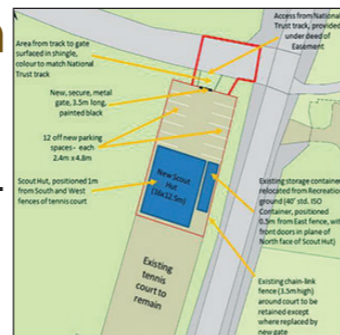 Access from National
Trust track, provided
under deed of
Easement
Area from track to gate
surfaced in shingle,
colour to match National
Trust track
New, secure, metal
gate, 3.5m long,
painted black
12 off new parking
spaces - each
2.4m x 4.8m
Scout Hut, positioned 1m
from South and West
fences of tennis court
New Scout
Hut
(16x12.5m)
Existing storage container
relocated from Recreation
ground (40' std. ISO
Container, positioned
0.5m from East fence, with
front doors in plane of
North face of Scout Hut)
Existing
tennis
court to
remain
Existing chain-link
fence (3.5m high)
around court to be
retained except
where replaced by
new gate